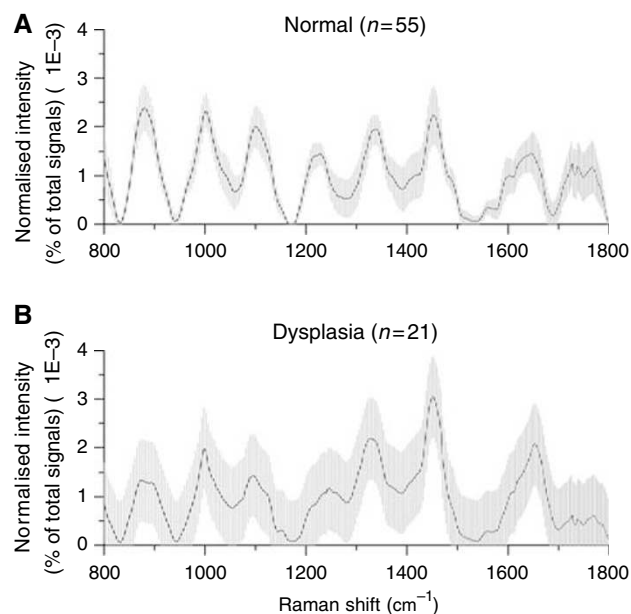 A
Normal (n=55)
Normalised intensity
(% of total signals) ( 1E–3)
4
3
2
1
0
800 1000 1200 1400 1600 1800
B
Dysplasia (n=21)
Normalised intensity
(% of total signals) ( 1E–3)
4
3
2
1
0
800 1000 1200 1400 1600 1800
Raman shift (cm–1)